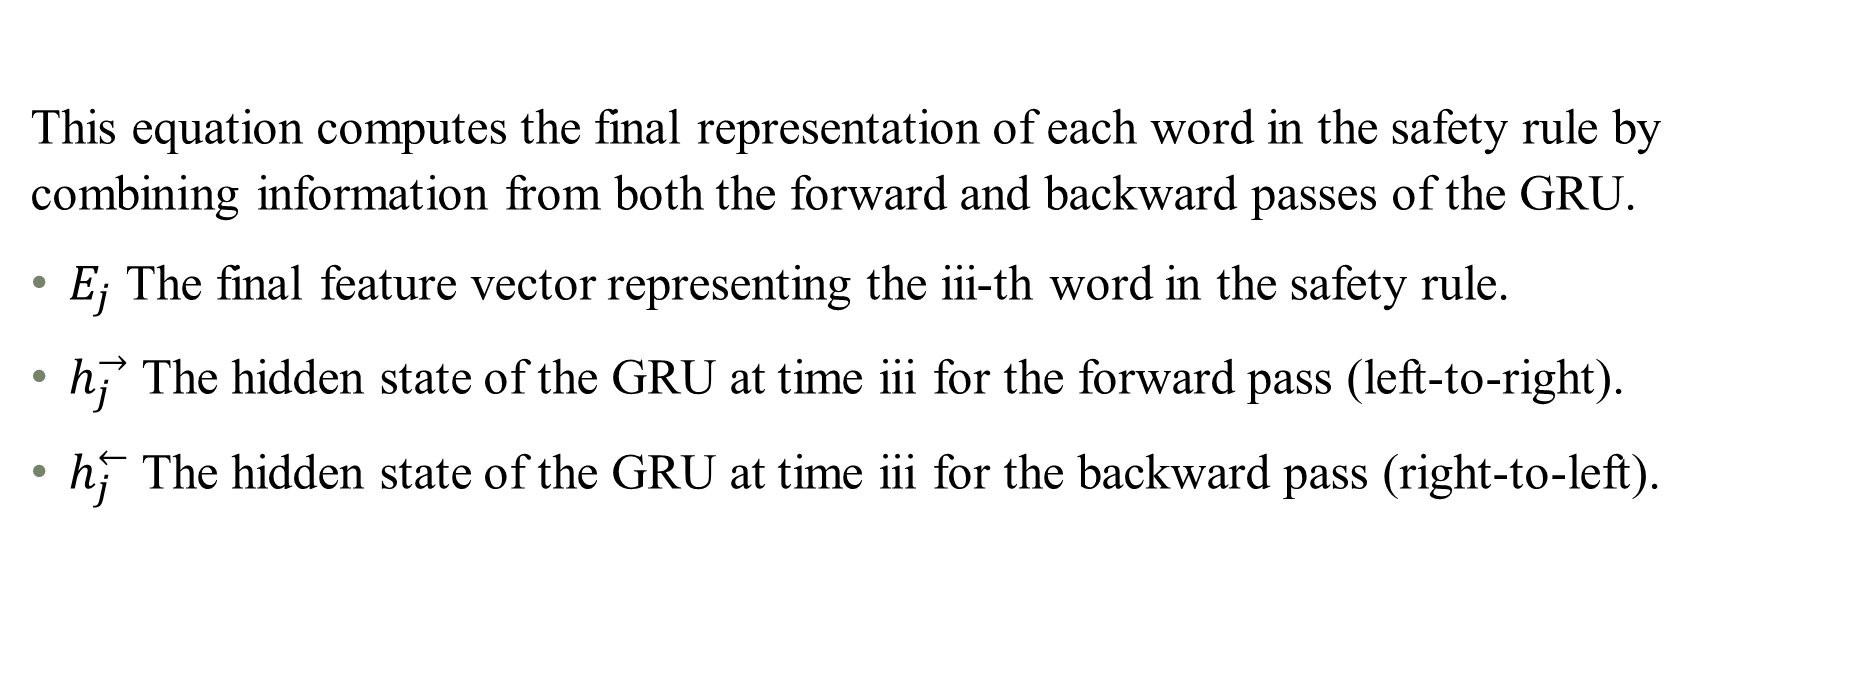 This equation computes the final representation of each word in the safety rule by
combining information from both the forward and backward passes of the GRU.
• E_j The final feature vector representing the iii-th word in the safety rule.
• h_j^→ The hidden state of the GRU at time iii for the forward pass (left-to-right).
• h_j^← The hidden state of the GRU at time iii for the backward pass (right-to-left).